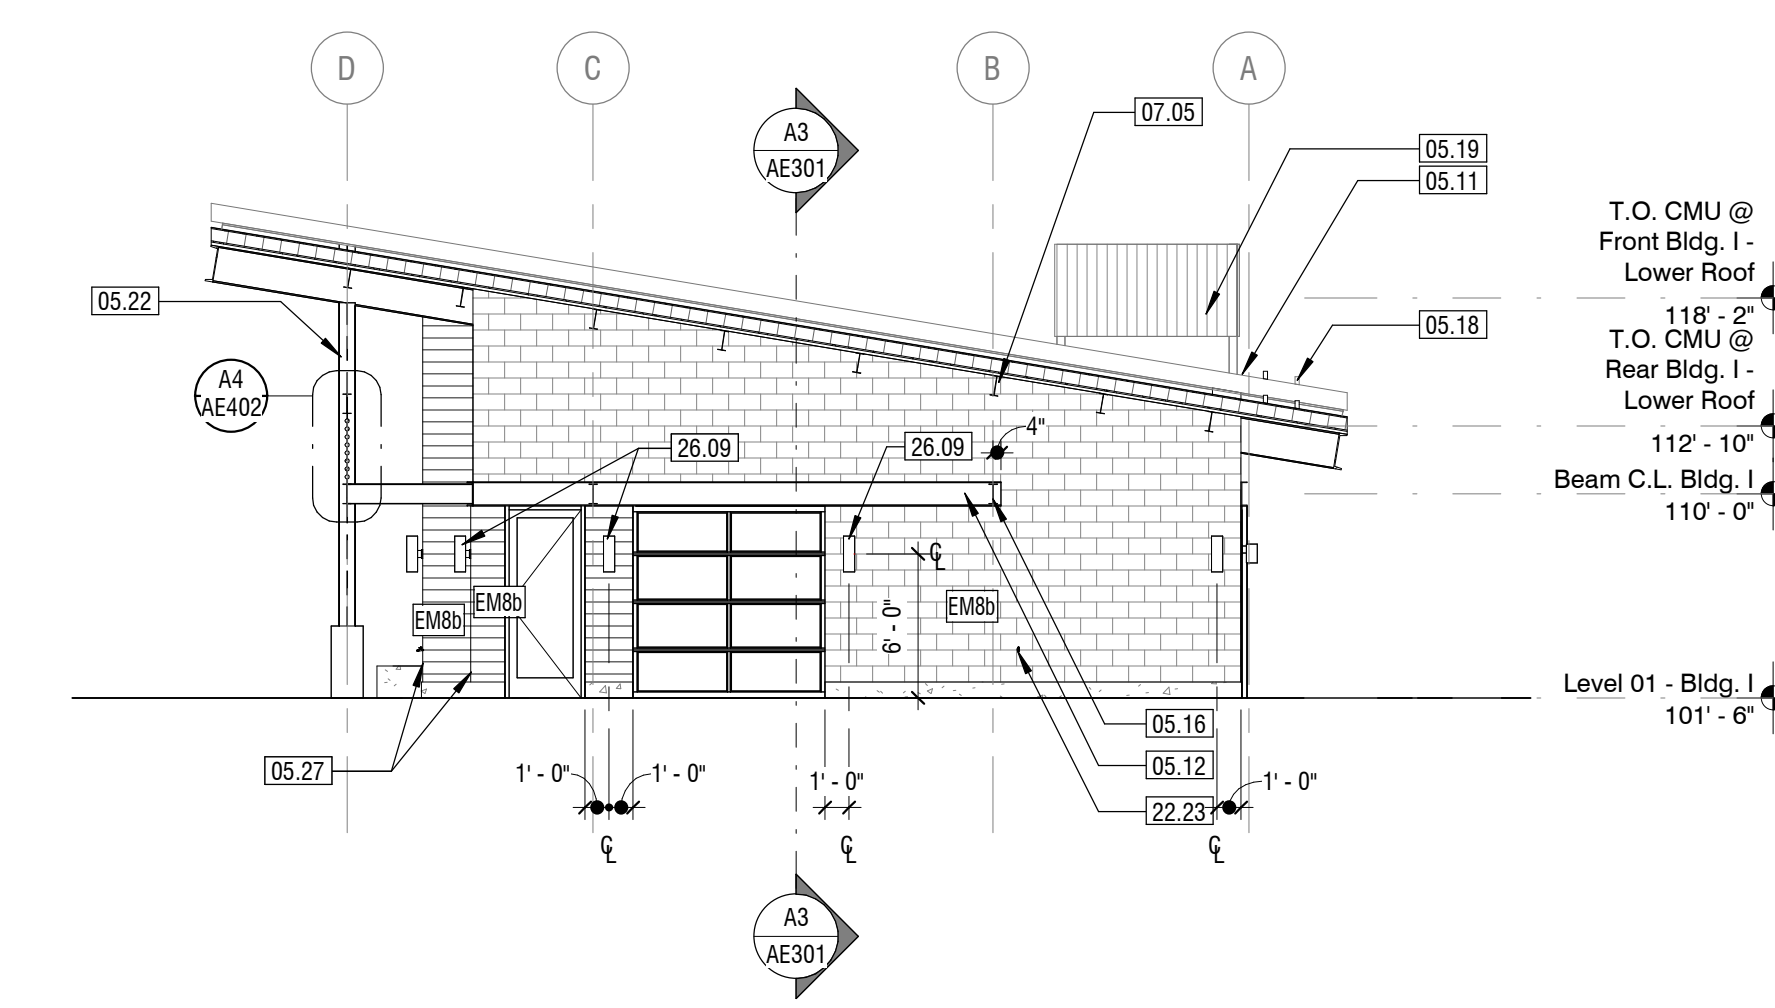 D
C
B
A
A3
AE301
07.05
05.19
05.11
T.O. CMU @
Front Bldg. I -
Lower Roof
118' - 2"
05.22
05.18
T.O. CMU @
Rear Bldg. I -
Lower Roof
112' - 10"
A4
AE402
26.09
26.09
4"
Beam C.L. Bldg. I
110' - 0"
℄
EM8b
EM8b
EM8b
6' - 0"
Level 01 - Bldg. I
101' - 6"
05.16
05.12
22.23
05.27
1' - 0"
1' - 0"
1' - 0"
1' - 0"
℄
℄
℄
A3
AE301